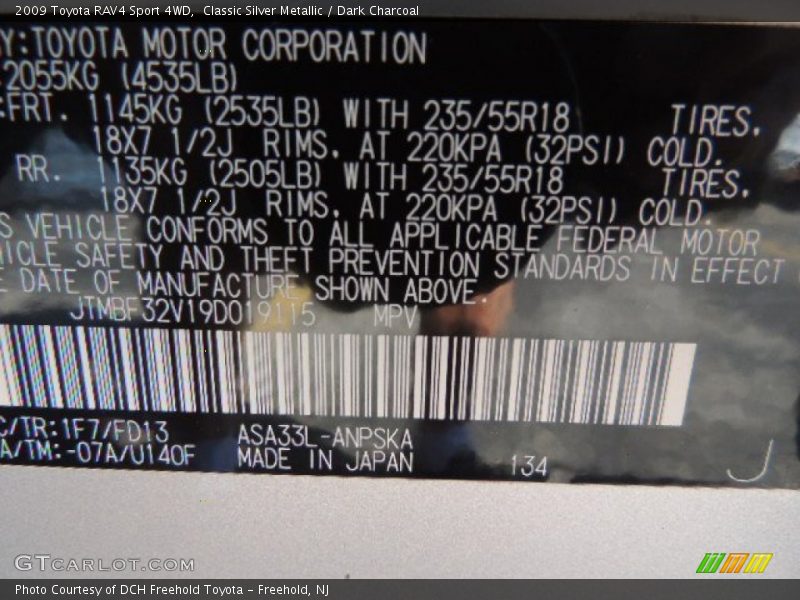 2009 Toyota RAV4 Sport 4WD, Classic Silver Metallic / Dark Charcoal
Y:TOYOTA MOTOR CORPORATION
:2055KG (4535LB)
:FRT. 1145KG (2535LB) WITH 235/55R18 TIRES.
18X7 1/2J RIMS. AT 220KPA (32PSI) COLD.
RR. 1135KG (2505LB) WITH 235/55R18 TIRES.
18X7 1/2J RIMS. AT 220KPA (32PSI) COLD.
S VEHICLE CONFORMS TO ALL APPLICABLE FEDERAL MOTOR
HICLE SAFETY AND THEFT PREVENTION STANDARDS IN EFFECT
E DATE OF MANUFACTURE SHOWN ABOVE.
JTMBF32V19D019115 MPV
C/TR:1F7/FD13 ASA33L-ANPSKA
A/TM:-07A/U140F MADE IN JAPAN 134 J
GTCARLOT.COM
Photo Courtesy of DCH Freehold Toyota - Freehold, NJ